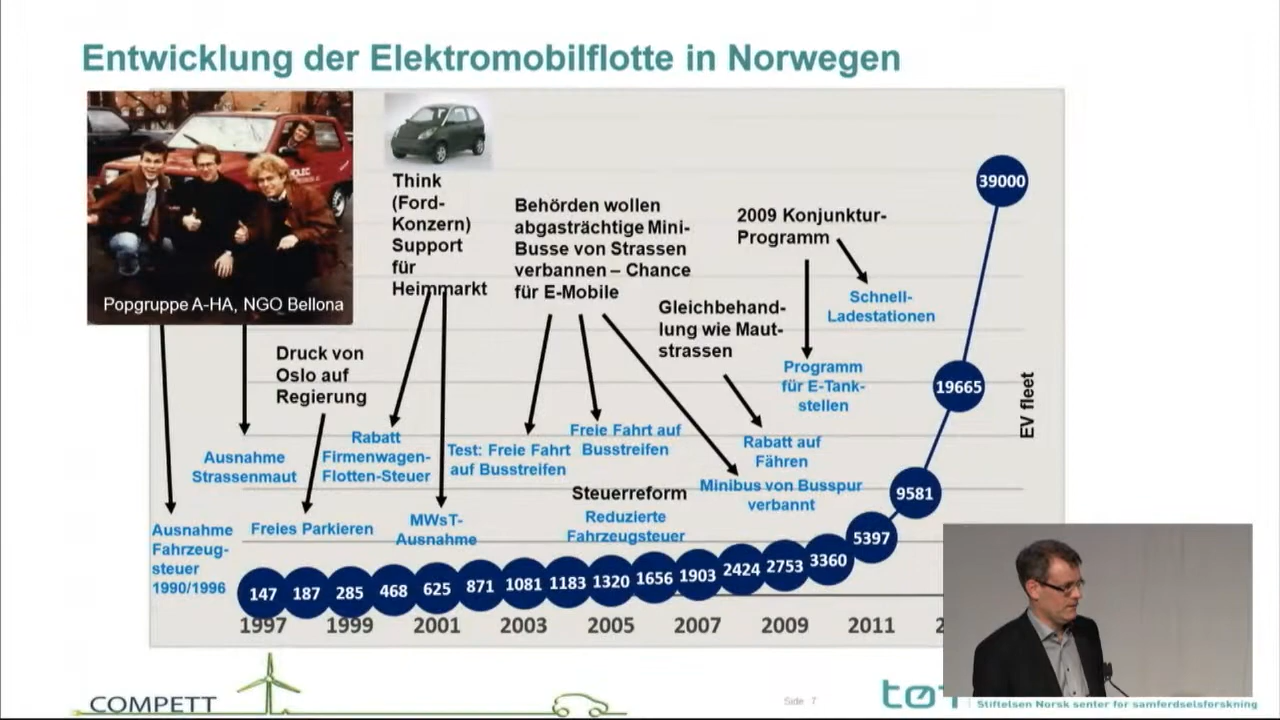 Entwicklung der Elektromobilflotte in Norwegen
Popgruppe A-HA, NGO Bellona
Think
(Ford-
Konzern)
Support
für
Heimmarkt
Behörden wollen
abgasträchtige Mini-
Busse von Strassen
verbannen – Chance
für E-Mobile
2009 Konjunktur-
Programm
39000
Schnell-
Ladestationen
Gleichbehand-
lung wie Maut-
strassen
Druck von
Oslo auf
Regierung
Programm
für E-Tank-
stellen
19665
EV fleet
Ausnahme
Strassenmaut
Rabatt
Firmenwagen-
Flotten-Steuer
Test: Freie Fahrt
auf Busstreifen
Freie Fahrt auf
Busstreifen
Rabatt auf
Fähren
Minibus von Busspur
verbannt
9581
Steuerreform
Reduzierte
Fahrzeugsteuer
Ausnahme
Fahrzeug-
steuer
1990/1996
Freies Parkieren
MWsT-
Ausnahme
147 187 285 468 625 871 1081 1183 1320 1656 1903 2424 2753 3360 5397
1997 1999 2001 2003 2005 2007 2009 2011 2
COMPETT
Side 7
tøi
Stiftelsen Norsk senter for samferdselsforskning